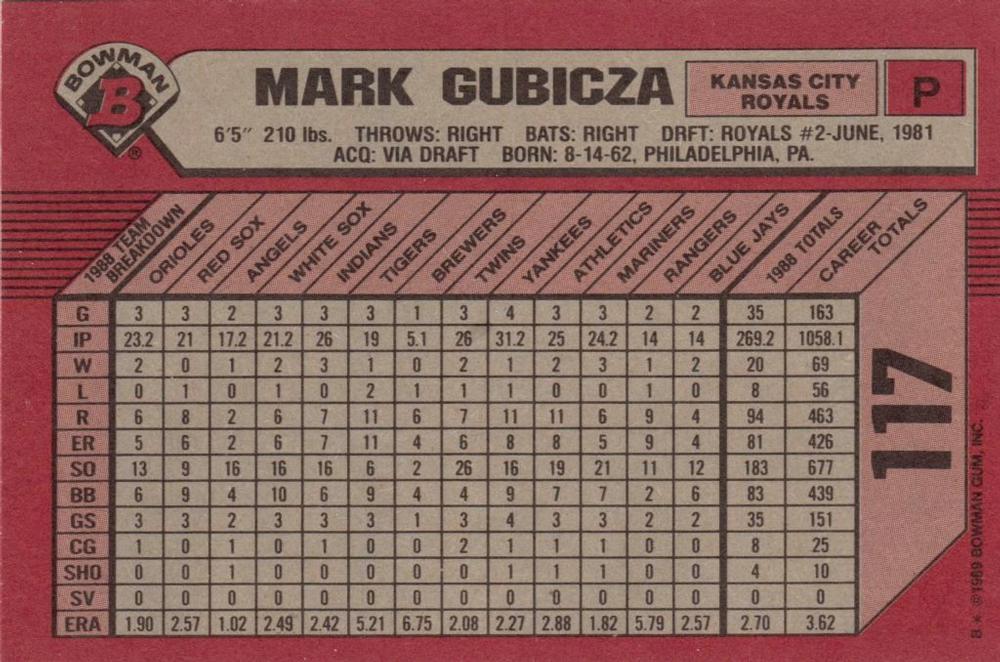 BOWMAN
B
®
MARK GUBICZA
KANSAS CITY
ROYALS
P
6'5" 210 lbs. THROWS: RIGHT BATS: RIGHT DRFT: ROYALS #2-JUNE, 1981
ACQ: VIA DRAFT BORN: 8-14-62, PHILADELPHIA, PA.
1988 TEAM BREAKDOWN ORIOLES RED SOX ANGELS WHITE SOX INDIANS TIGERS BREWERS TWINS YANKEES ATHLETICS MARINERS RANGERS BLUE JAYS 1988 TOTALS CAREER TOTALS
G 3 3 2 3 3 3 1 3 4 3 3 2 2 35 163
IP 23.2 21 17.2 21.2 26 19 5.1 26 31.2 25 24.2 14 14 269.2 1058.1
W 2 0 1 2 3 1 0 2 1 2 3 1 2 20 69
L 0 1 0 1 0 2 1 1 1 0 0 1 0 8 56
R 6 8 2 6 7 11 6 7 11 11 6 9 4 94 463
ER 5 6 2 6 7 11 4 6 8 8 5 9 4 81 426
SO 13 9 16 16 16 6 2 26 16 19 21 11 12 183 677
BB 6 9 4 10 6 9 4 4 9 7 7 2 6 83 439
GS 3 3 2 3 3 3 1 3 4 3 3 2 2 35 151
CG 1 0 1 0 1 0 0 2 1 1 1 0 0 8 25
SHO 0 0 1 0 0 0 0 0 1 1 1 0 0 4 10
SV 0 0 0 0 0 0 0 0 0 0 0 0 0 0 0
ERA 1.90 2.57 1.02 2.49 2.42 5.21 6.75 2.08 2.27 2.88 1.82 5.79 2.57 2.70 3.62
117
B* ©1989 BOWMAN GUM, INC.